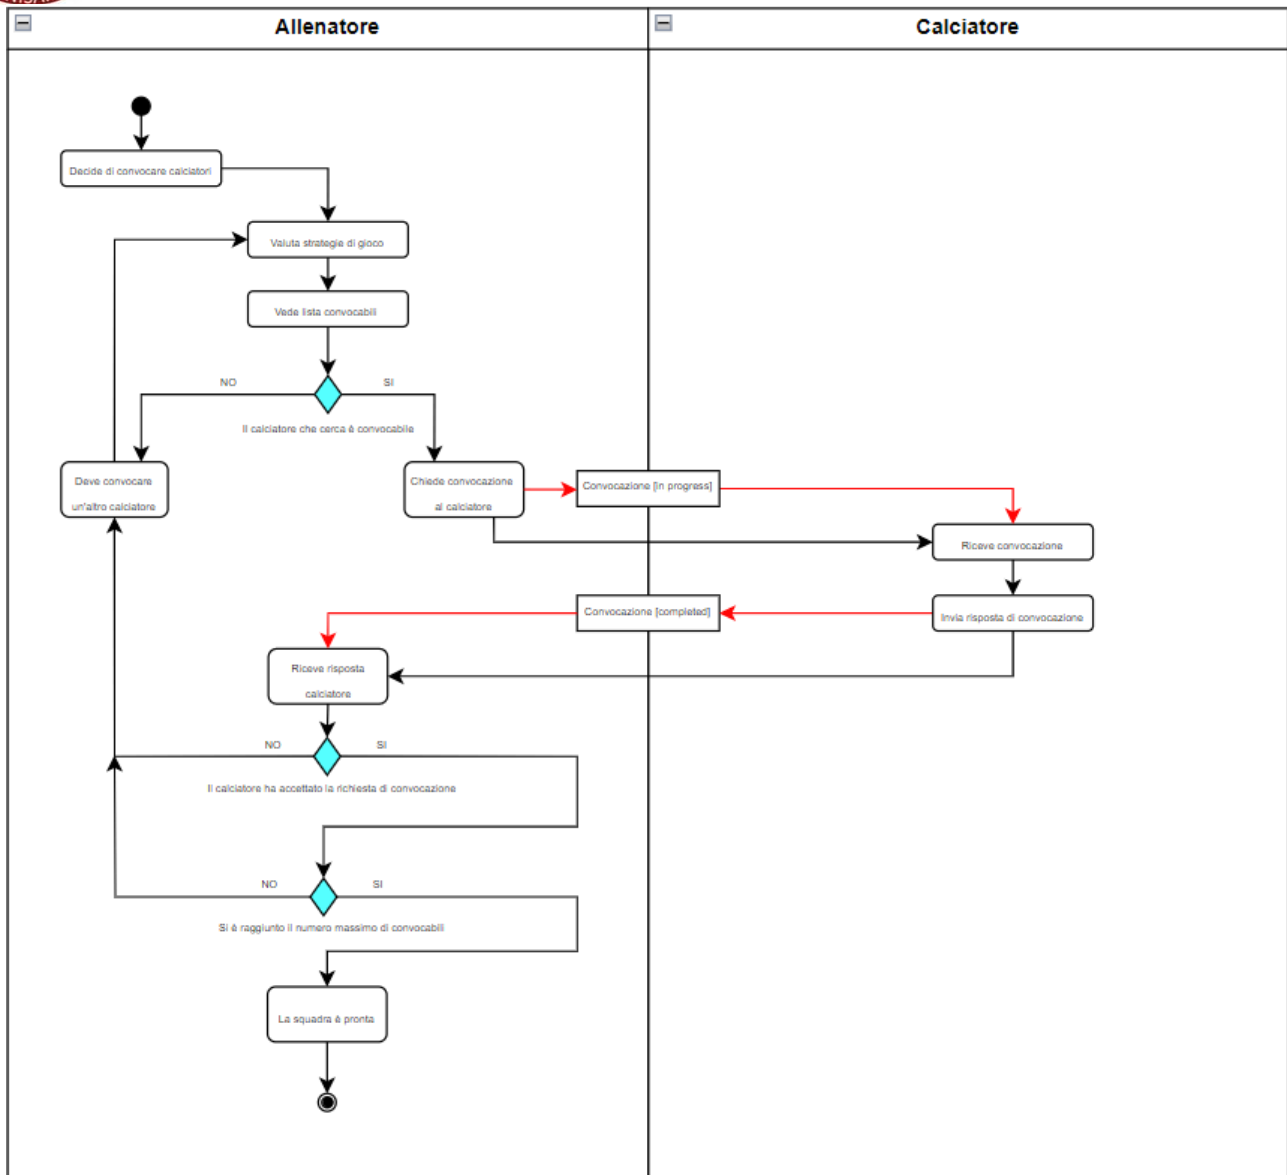 Allenatore
Calciatore
Decide di convocare calciatori
Valuta strategie di gioco
Vede lista convocabili
NO
SI
Il calciatore che cerca è convocabile
Deve convocare
un'altro calciatore
Chiede convocazione
al calciatore
Convocazione [in progress]
Riceve convocazione
Convocazione [completed]
Invia risposta di convocazione
Riceve risposta
calciatore
NO
SI
Il calciatore ha accettato la richiesta di convocazione
NO
SI
Si è raggiunto il numero massimo di convocabili
La squadra è pronta